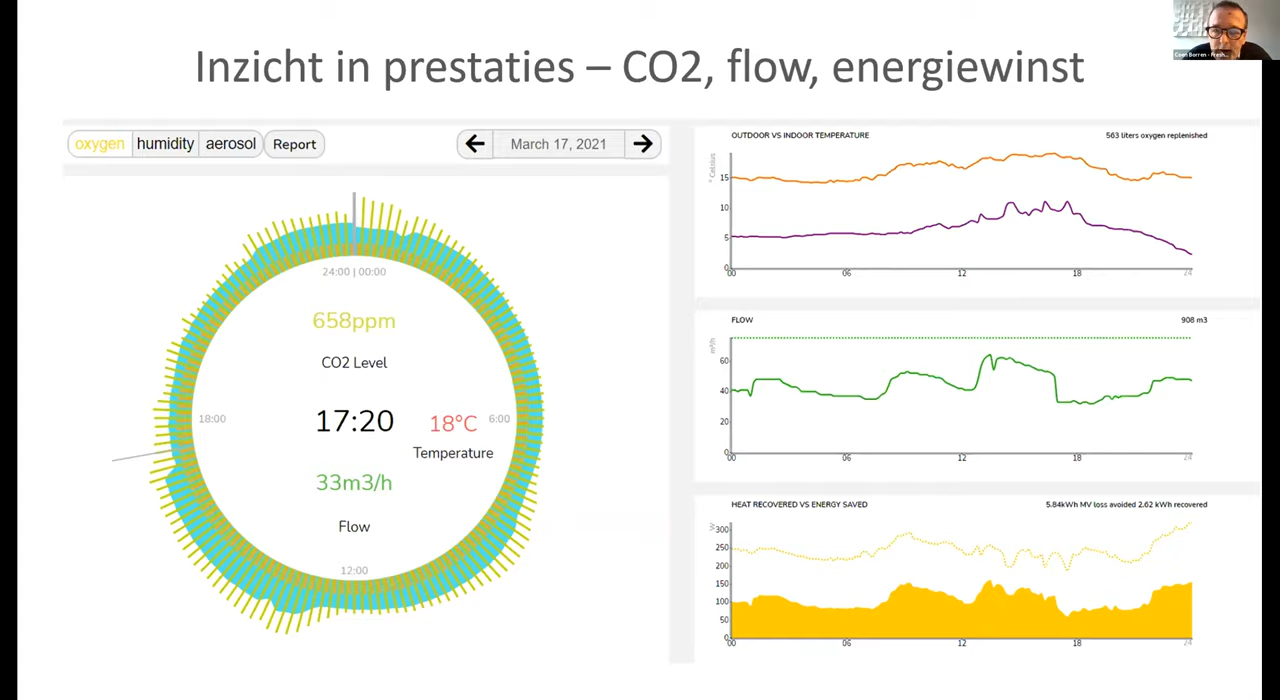 Inzicht in prestaties – CO2, flow, energiewinst
Coen Borren - Fresh...
oxygen humidity aerosol Report
March 17, 2021
24:00 | 00:00
658ppm
CO2 Level
18:00
17:20
18°C
6:00
Temperature
33m3/h
Flow
12:00
OUTDOOR VS INDOOR TEMPERATURE
563 liters oxygen replenished
° Celsius
15
10
5
0
00 06 12 18 24
FLOW
908 m3
m³/h
60
40
20
0
00 06 12 18 24
HEAT RECOVERED VS ENERGY SAVED
5.84kWh MV loss avoided 2.62 kWh recovered
W
300
250
200
150
100
50
0
00 06 12 18 24